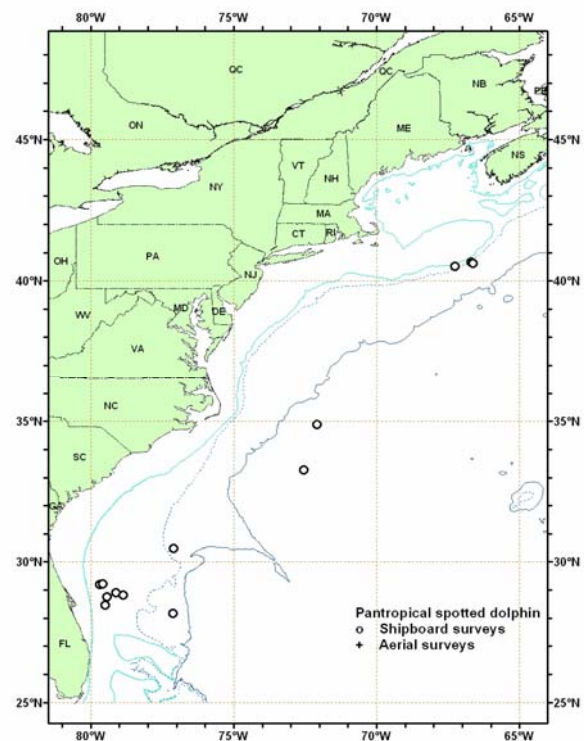 80°W 75°W 70°W 65°W
QC QC NB PE
ON ME
45°N 45°N
NS
VT
NH
NY
MA
CT RI
PA
OH 40°N 40°N
NJ
MD DE
WV
VA
NC
35°N 35°N
SC
GA
30°N 30°N
Pantropical spotted dolphin
Shipboard surveys
FL Aerial surveys
25°N 25°N
80°W 75°W 70°W 65°W